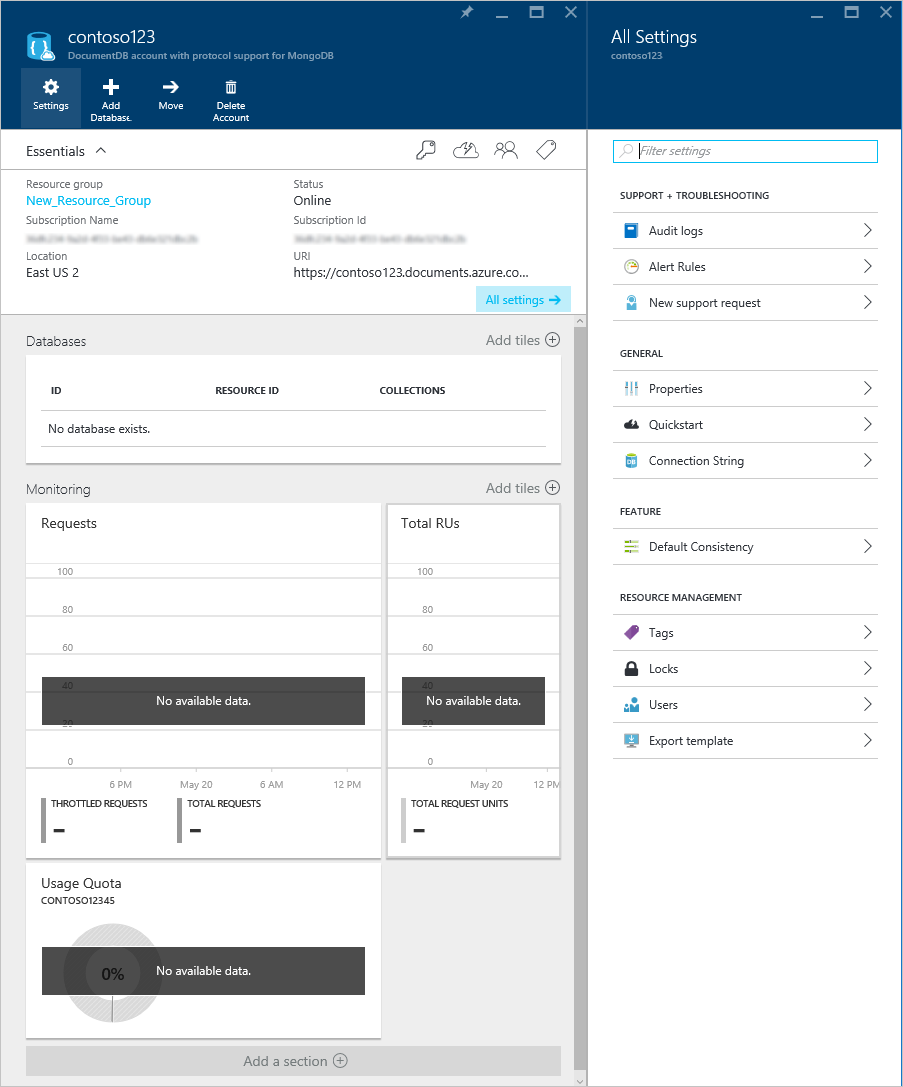 contoso123
DocumentDB account with protocol support for MongoDB
Settings
Add
Database
Move
Delete
Account
Essentials
Resource group
New_Resource_Group
Subscription Name
Location
East US 2
Status
Online
Subscription Id
URI
https://contoso123.documents.azure.co...
All settings
Databases
Add tiles
ID RESOURCE ID COLLECTIONS
No database exists.
Monitoring
Add tiles
Requests
100
80
60
40
No available data.
20
0
6 PM May 20 6 AM 12 PM
THROTTLED REQUESTS TOTAL REQUESTS
– –
Total RUs
100
80
60
40
No available data.
20
0
May 20 12 PM
TOTAL REQUEST UNITS
–
Usage Quota
CONTOSO12345
0% No available data.
Add a section
All Settings
contoso123
Filter settings
SUPPORT + TROUBLESHOOTING
Audit logs
Alert Rules
New support request
GENERAL
Properties
Quickstart
DB
Connection String
FEATURE
Default Consistency
RESOURCE MANAGEMENT
Tags
Locks
Users
Export template